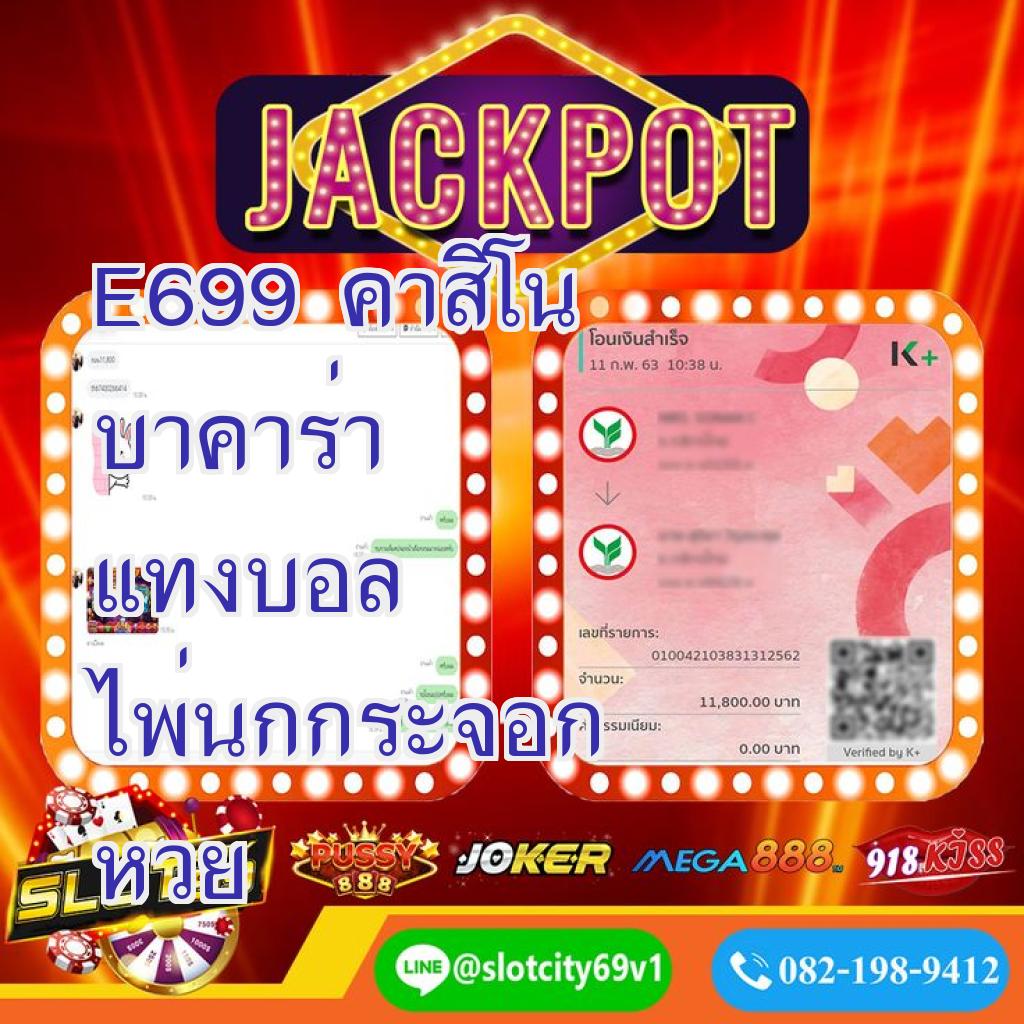 JACKPOT
E699 คาสิโน
บาคาร่า
แทงบอล
ไพ่นกกระจอก
หวย
โอนเงินสำเร็จ
11 ก.พ. 63 10:38 น.
K+
เลขที่รายการ:
010042103831312562
จำนวน:
11,800.00 บาท
ธรรมเนียม:
0.00 บาท
Verified by K+
PUSSY
888
JOKER
MEGA888
918KISS
LINE @slotcity69v1
082-198-9412